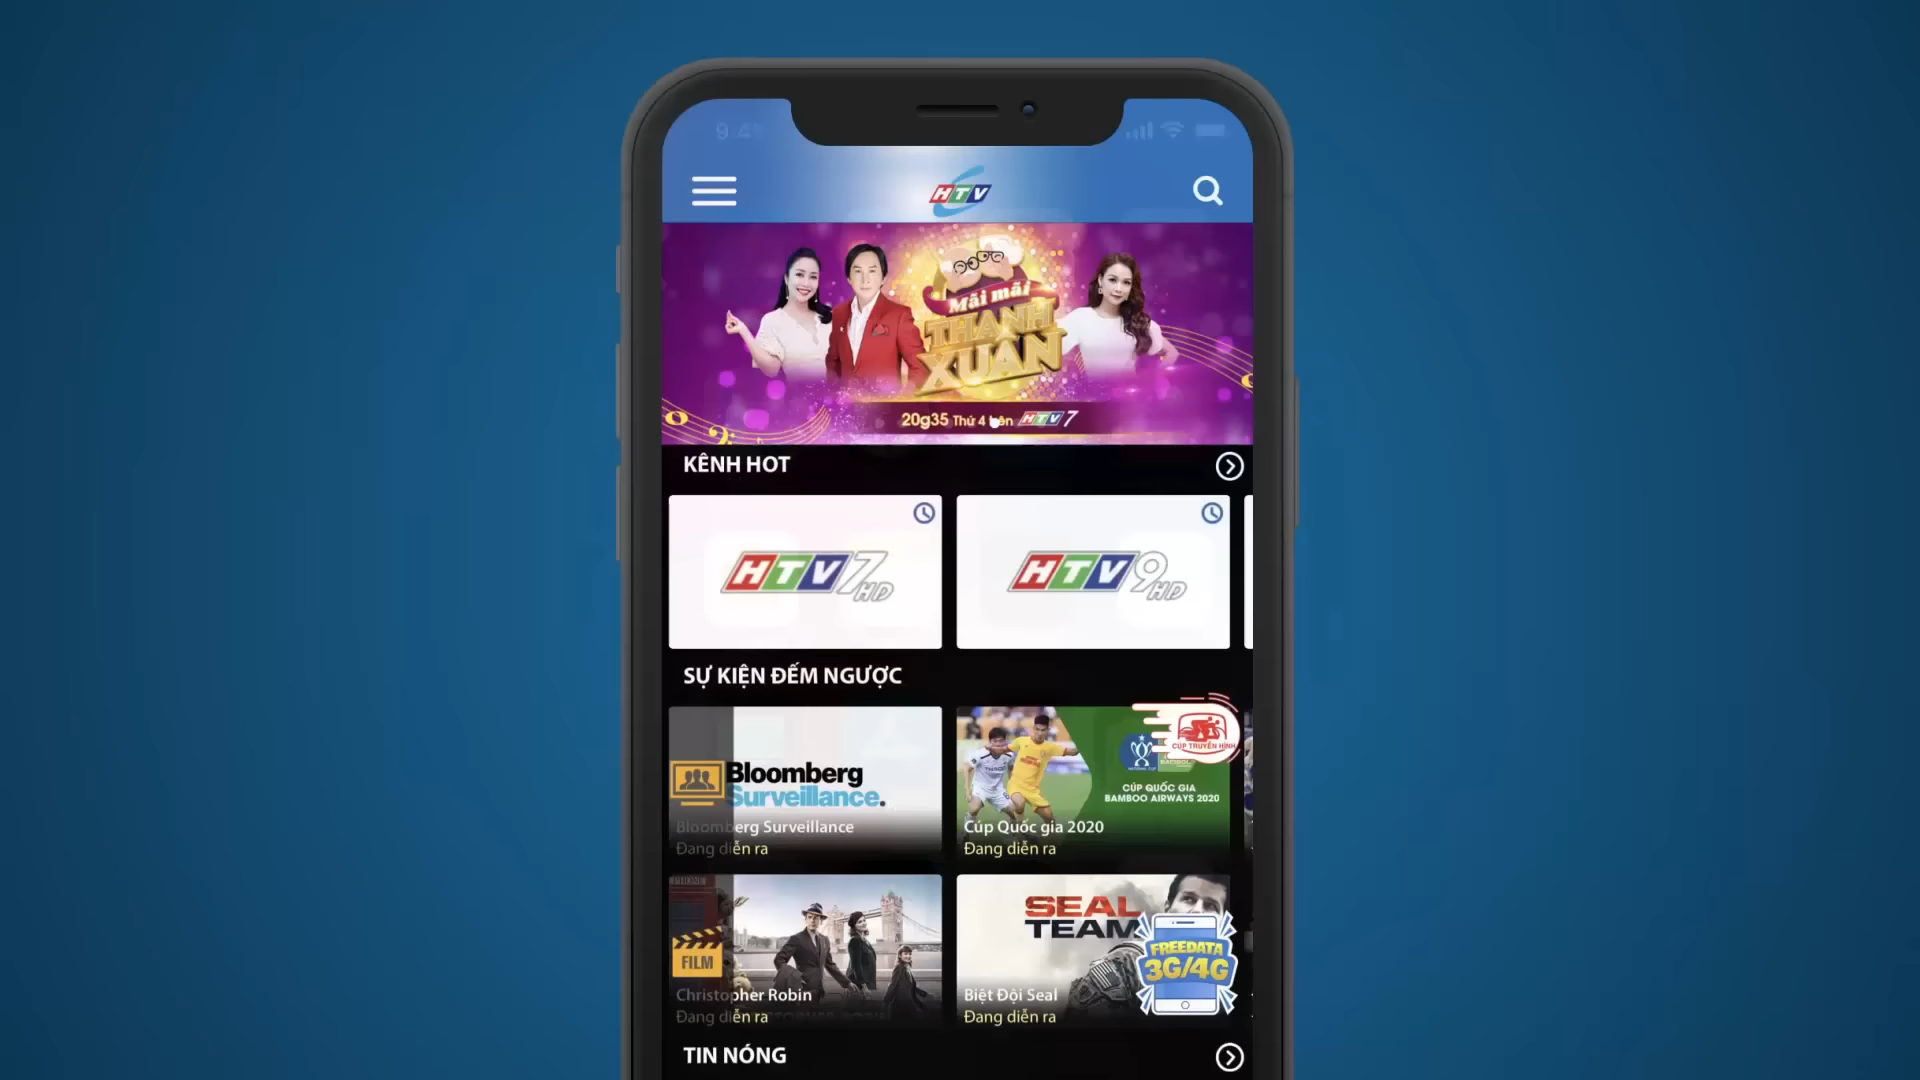 HTV
Mãi mãi
THANH
XUÂN
20g35 Thứ 4 trên HTV7
KÊNH HOT
HTV7
HD
HTV9
HD
SỰ KIỆN ĐẾM NGƯỢC
Bloomberg
Surveillance.
Bloomberg Surveillance
Đang diễn ra
CÚP TRUYỀN HÌNH
CÚP QUỐC GIA
BAMBOO AIRWAYS 2020
Cúp Quốc gia 2020
Đang diễn ra
FILM
Christopher Robin
Đang diễn ra
SEAL
TEAM
FREEDATA
3G/4G
Biệt Đội Seal
Đang diễn ra
TIN NÓNG